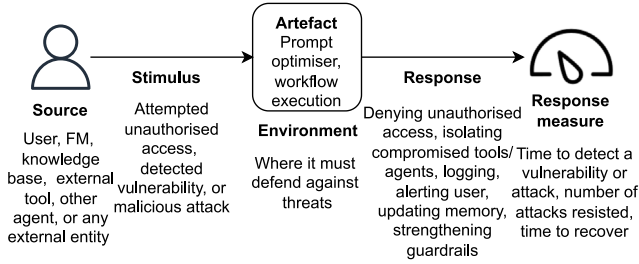 Source
User, FM,
knowledge
base, external
tool, other
agent, or any
external entity
Stimulus
Attempted
unauthorised
access,
detected
vulnerability, or
malicious attack
Artefact
Prompt
optimiser,
workflow
execution
Environment
Where it must
defend against
threats
Response
Denying unauthorised
access, isolating
compromised tools/
agents, logging,
alerting user,
updating memory,
strengthening
guardrails
Response
measure
Time to detect a
vulnerability or
attack, number of
attacks resisted,
time to recover